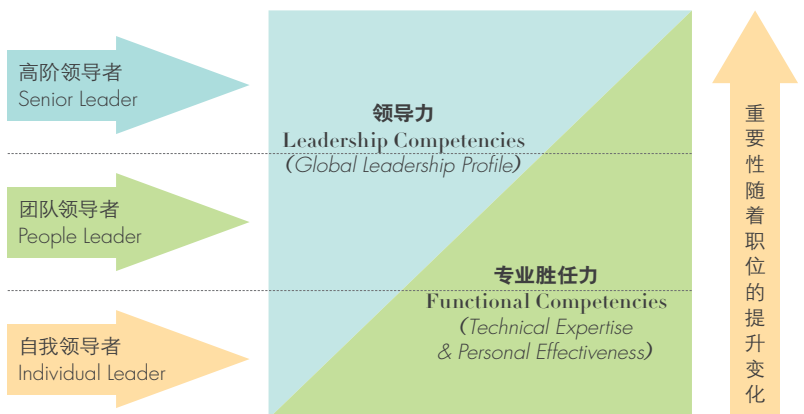 高阶领导者
Senior Leader
领导力
Leadership Competencies
(Global Leadership Profile)
团队领导者
People Leader
专业胜任力
Functional Competencies
(Technical Expertise
& Personal Effectiveness)
自我领导者
Individual Leader
重要性随着职位的提升变化